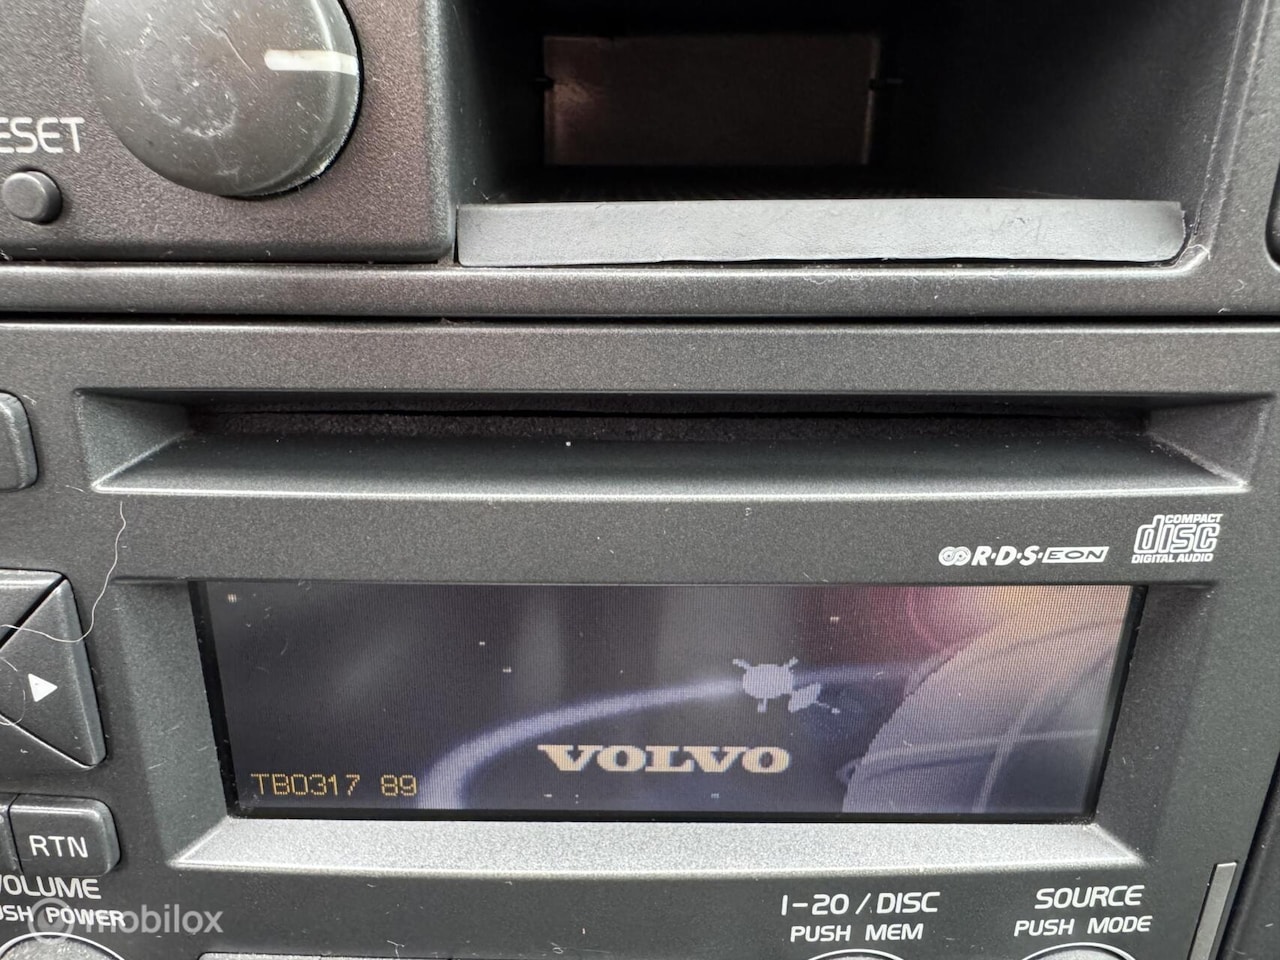 ESET
R·D·S·EON
COMPACT
disc
DIGITAL AUDIO
VOLVO
TB0317 89
RTN
VOLUME
USH POWER
1-20 / DISC
PUSH MEM
SOURCE
PUSH MODE
mobilox